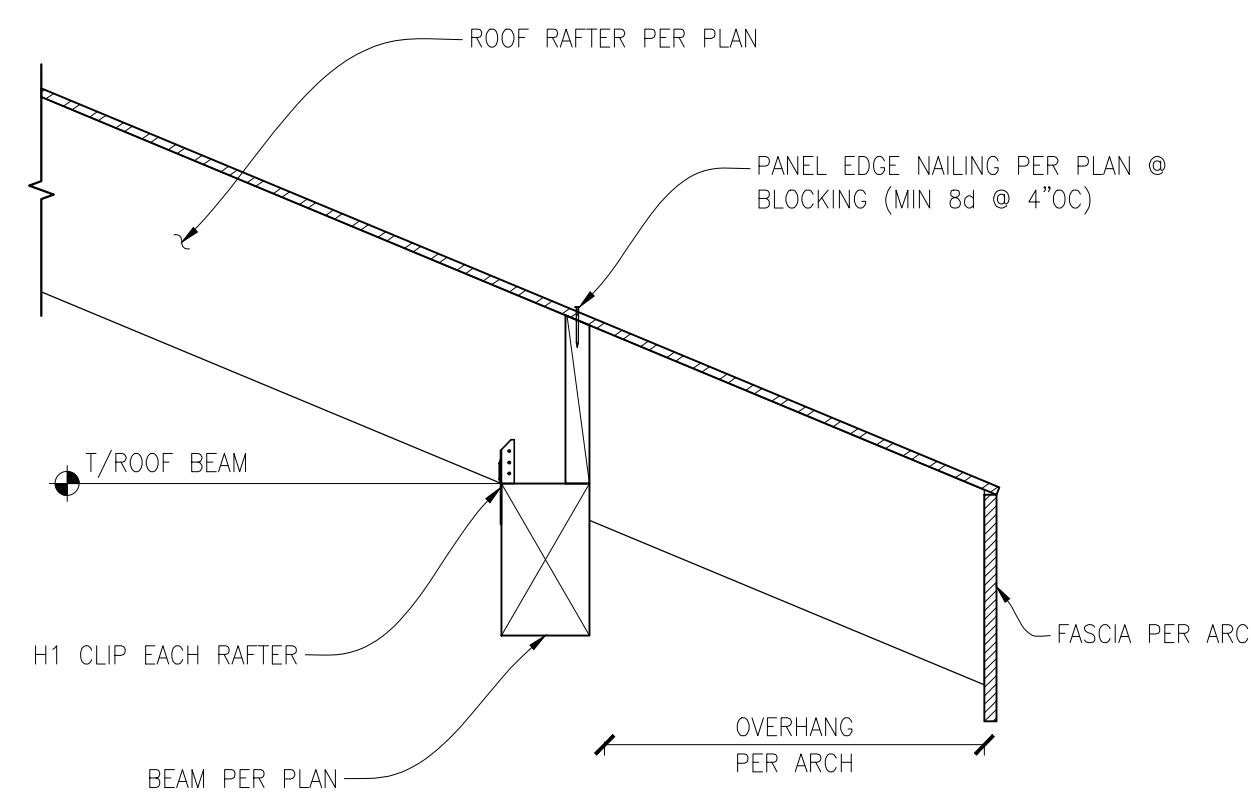 ROOF RAFTER PER PLAN
PANEL EDGE NAILING PER PLAN @
BLOCKING (MIN 8d @ 4"OC)
T/ROOF BEAM
H1 CLIP EACH RAFTER
FASCIA PER ARC
OVERHANG
PER ARCH
BEAM PER PLAN